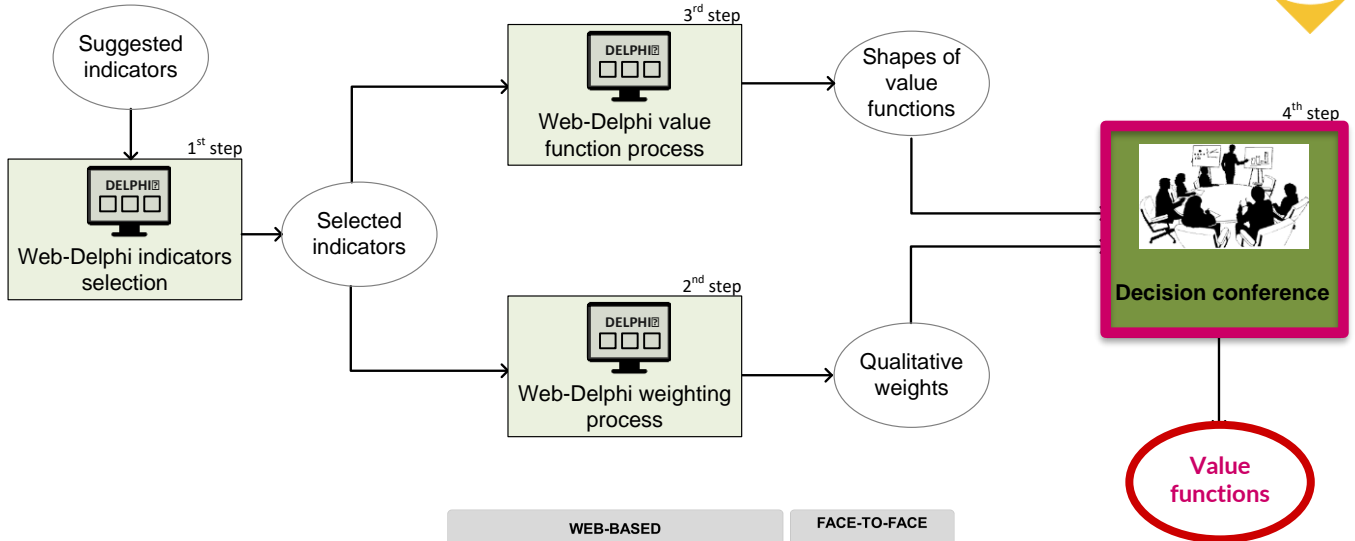 Suggested
indicators
1st step
DELPHI⍰
Web-Delphi indicators
selection
Selected
indicators
3rd step
DELPHI⍰
Web-Delphi value
function process
2nd step
DELPHI⍰
Web-Delphi weighting
process
Shapes of
value
functions
Qualitative
weights
4th step
Decision conference
Value
functions
WEB-BASED
FACE-TO-FACE